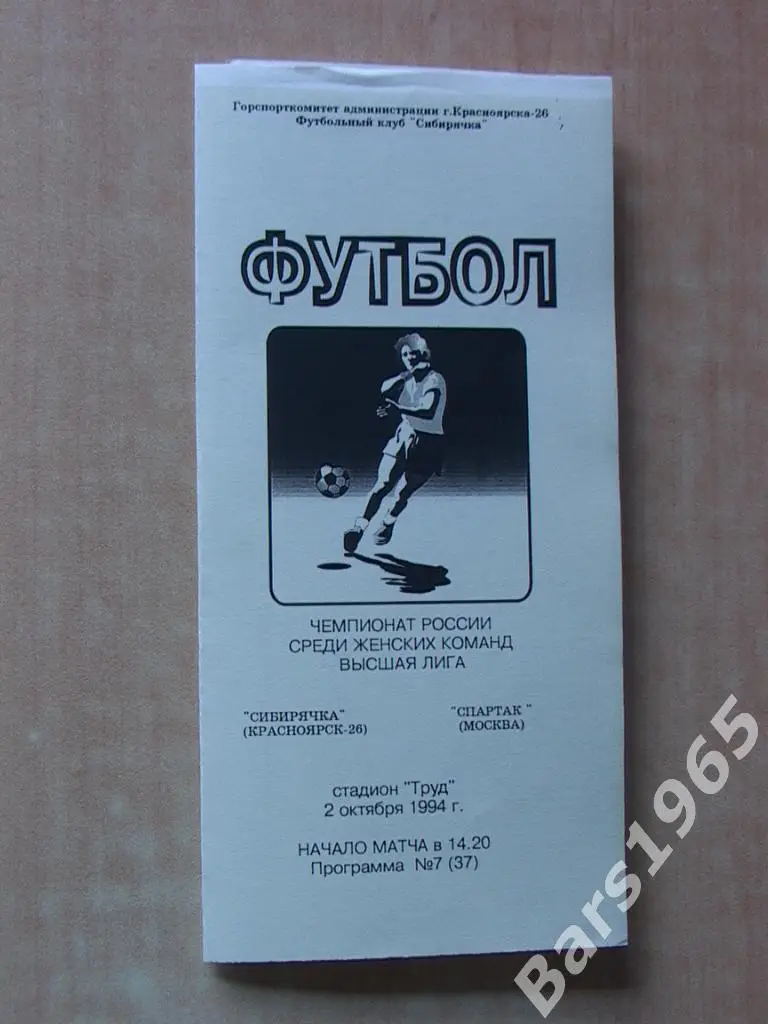 Горспорткомитет администрации г.Красноярска-26
Футбольный клуб "Сибирячка"
ФУТБОЛ
ЧЕМПИОНАТ РОССИИ
СРЕДИ ЖЕНСКИХ КОМАНД
ВЫСШАЯ ЛИГА
"СИБИРЯЧКА" "СПАРТАК "
(КРАСНОЯРСК-26) (МОСКВА)
стадион "Труд"
2 октября 1994 г.
НАЧАЛО МАТЧА в 14.20
Программа №7 (37)
Bars1965